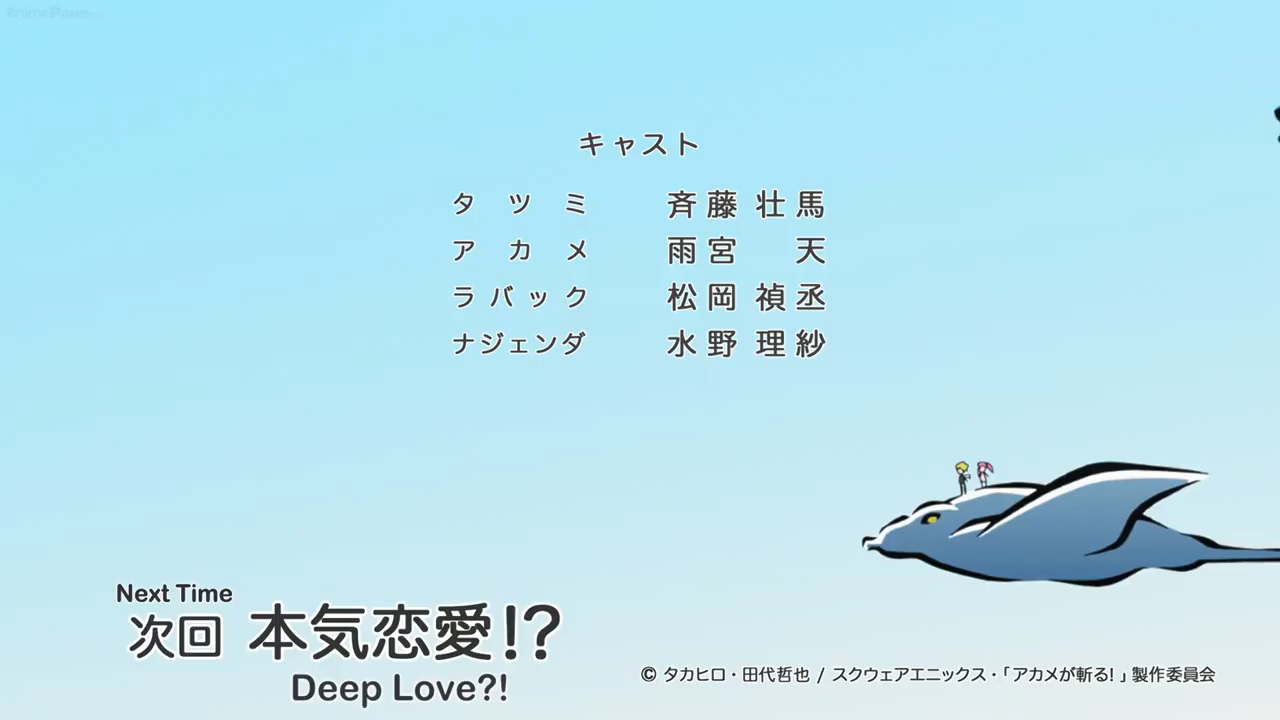 キャスト
タツミ 斉藤 壮馬
アカメ 雨宮 天
ラバック 松岡 禎丞
ナジェンダ 水野 理紗
Next Time
次回 本気恋愛!?
Deep Love?!
© タカヒロ・田代哲也 / スクウェアエニックス・「アカメが斬る! 」製作委員会